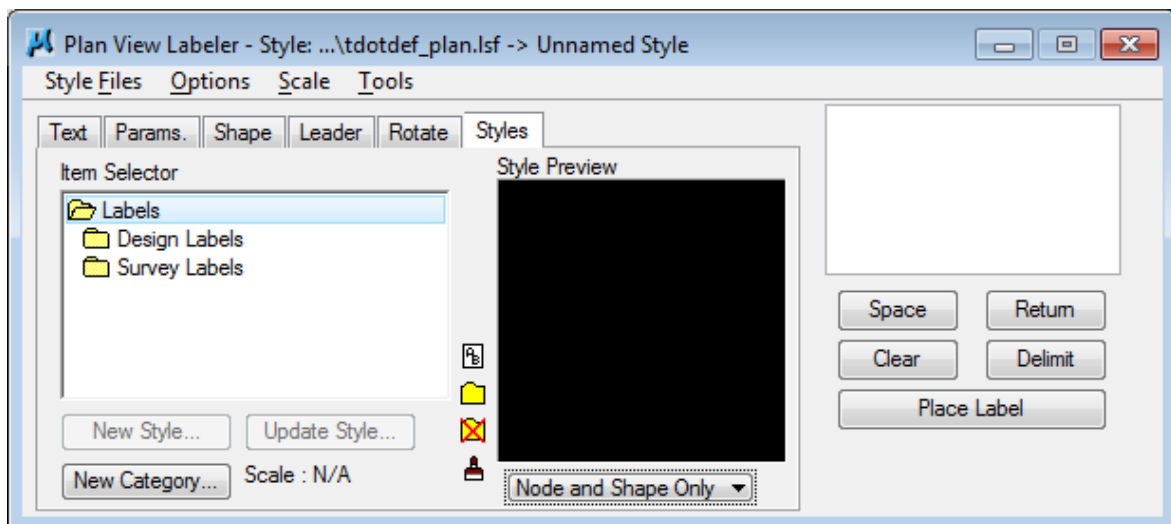 Plan View Labeler - Style: ...\tdotdef_plan.lsf -> Unnamed Style
Style Files Options Scale Tools
Text Params. Shape Leader Rotate Styles
Item Selector
Style Preview
Labels
Design Labels
Survey Labels
New Style... Update Style...
New Category... Scale : N/A
Node and Shape Only
Space Return
Clear Delimit
Place Label